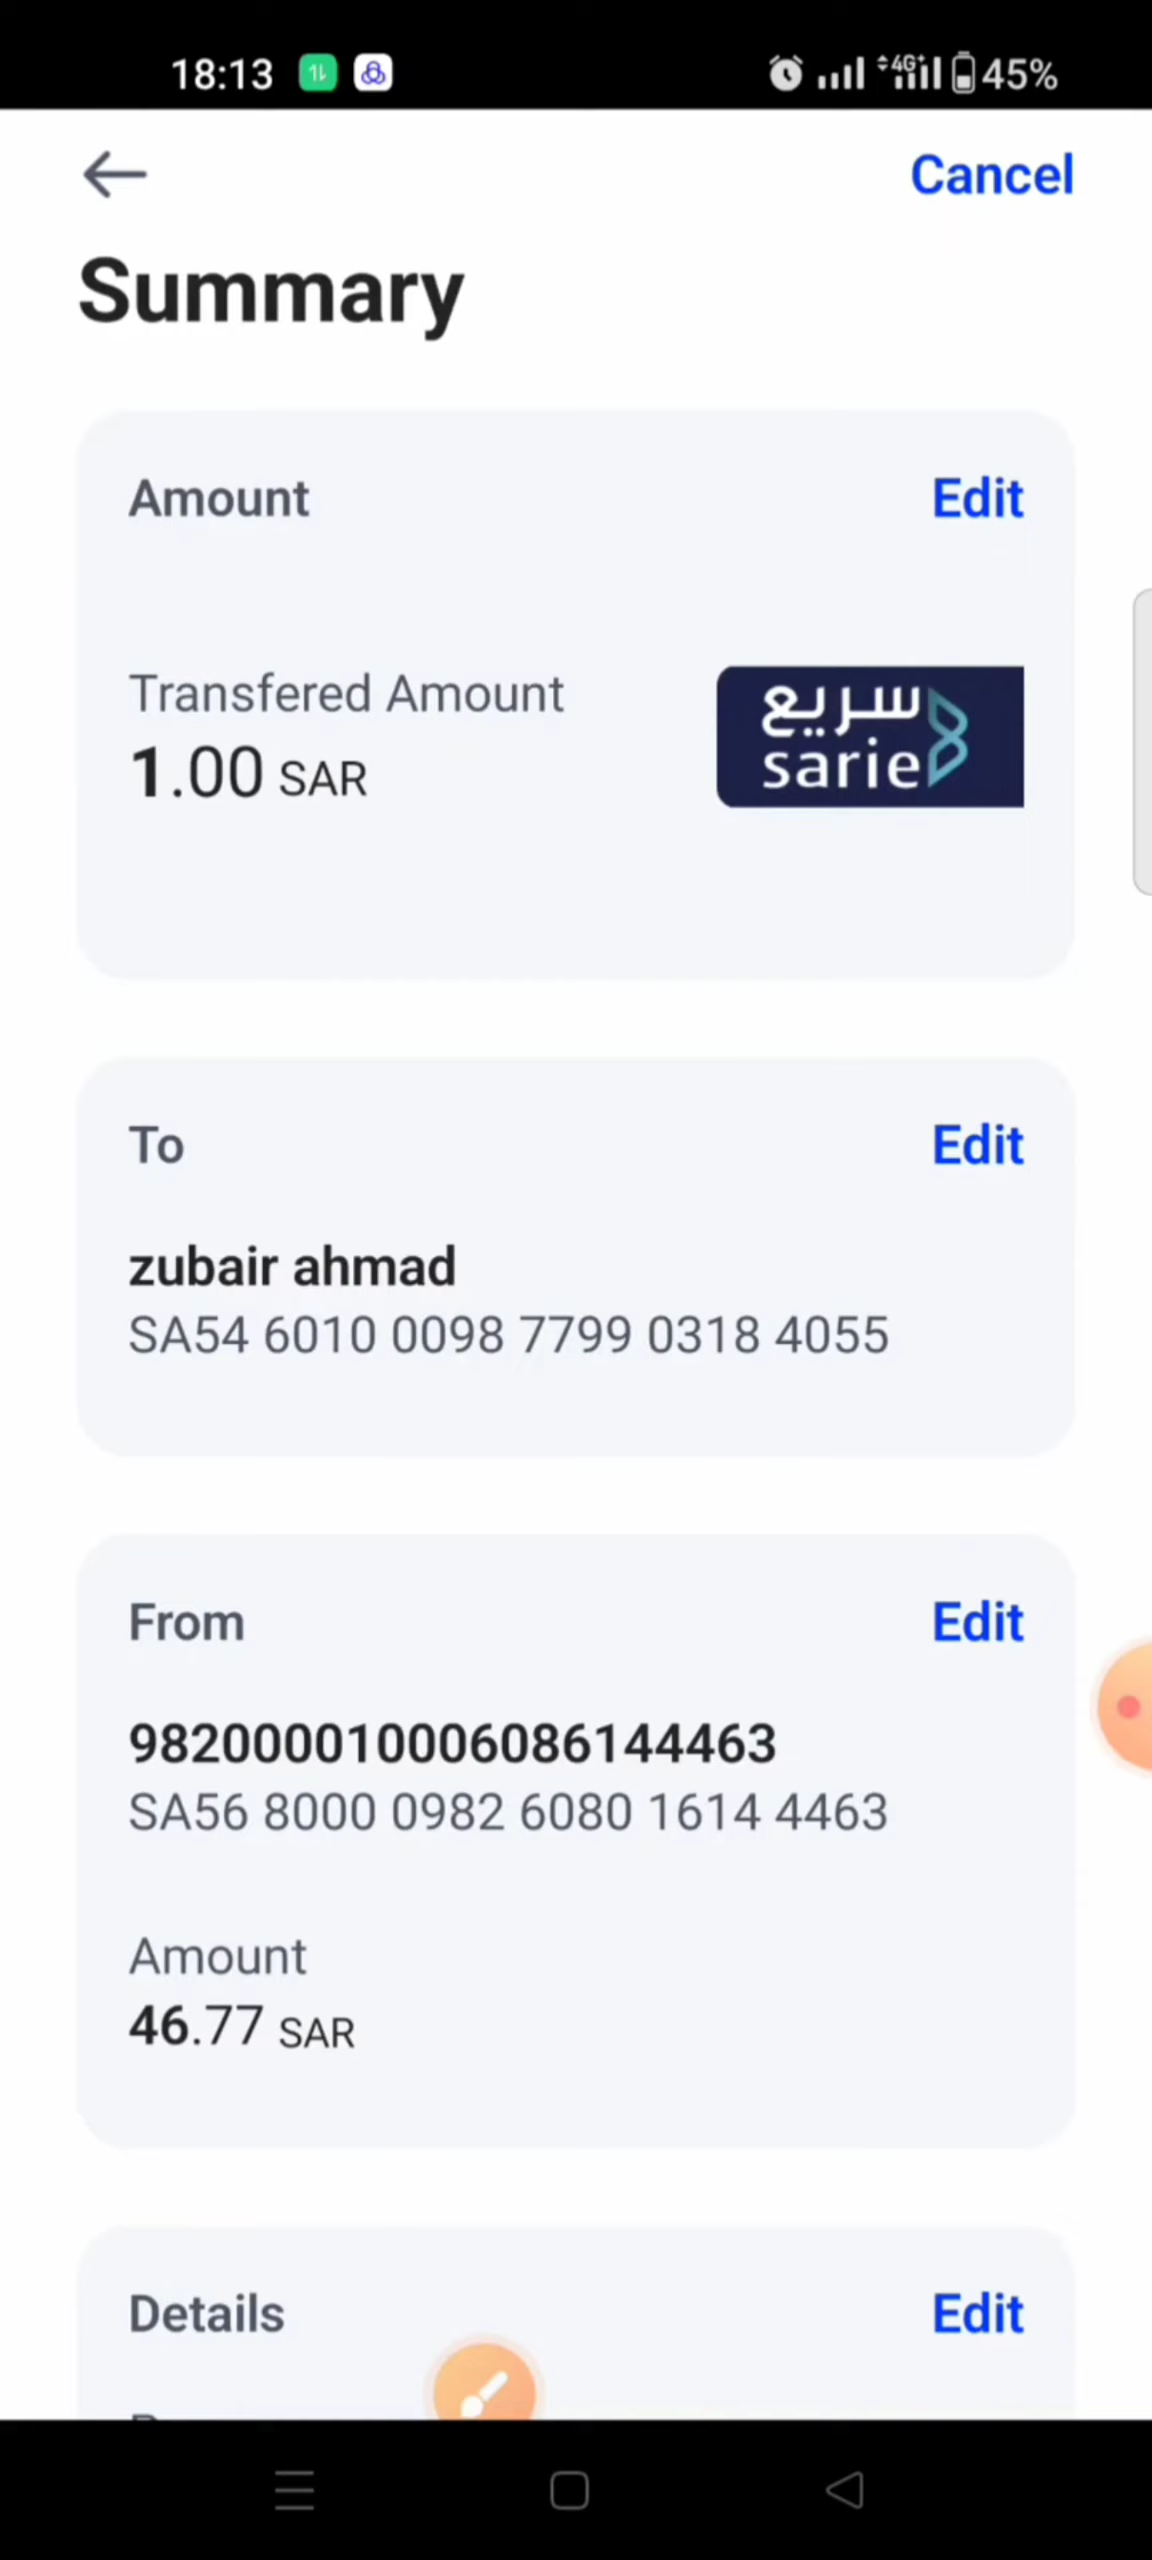 18:13 4G+ 45%
Cancel
Summary
Amount Edit
Transfered Amount
1.00 SAR
سريع
sarie
To Edit
zubair ahmad
SA54 6010 0098 7799 0318 4055
From Edit
982000010006086144463
SA56 8000 0982 6080 1614 4463
Amount
46.77 SAR
Details Edit